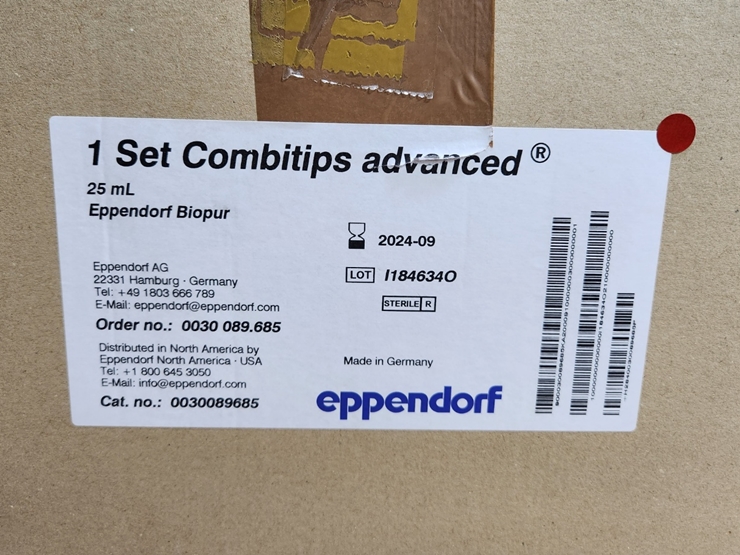 1 Set Combitips advanced ®
25 mL
Eppendorf Biopur
2024-09
Eppendorf AG
22331 Hamburg · Germany
Tel: +49 1803 666 789
E-Mail: eppendorf@eppendorf.com
LOT I184634O
STERILE R
Order no.: 0030 089.685
Distributed in North America by
Eppendorf North America · USA
Tel: +1 800 645 3050
E-Mail: info@eppendorf.com
Made in Germany
Cat. no.: 0030089685
eppendorf